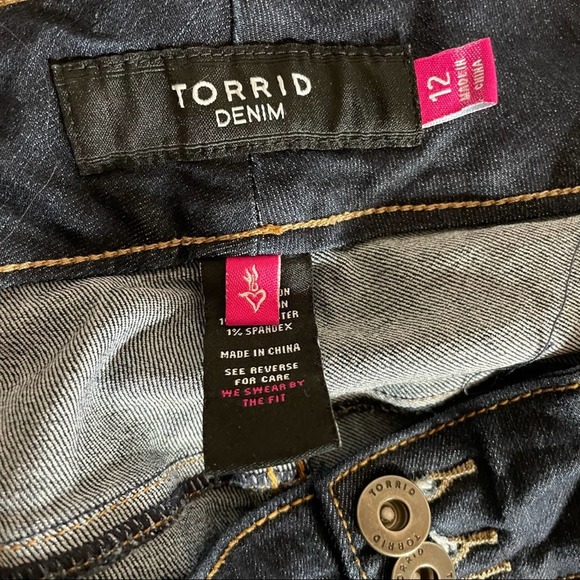 TORRID
DENIM
12
MADE IN
CHINA
1% SPANDEX
MADE IN CHINA
SEE REVERSE
FOR CARE
WE SWEAR BY
THE FIT
TORRID
TORRID